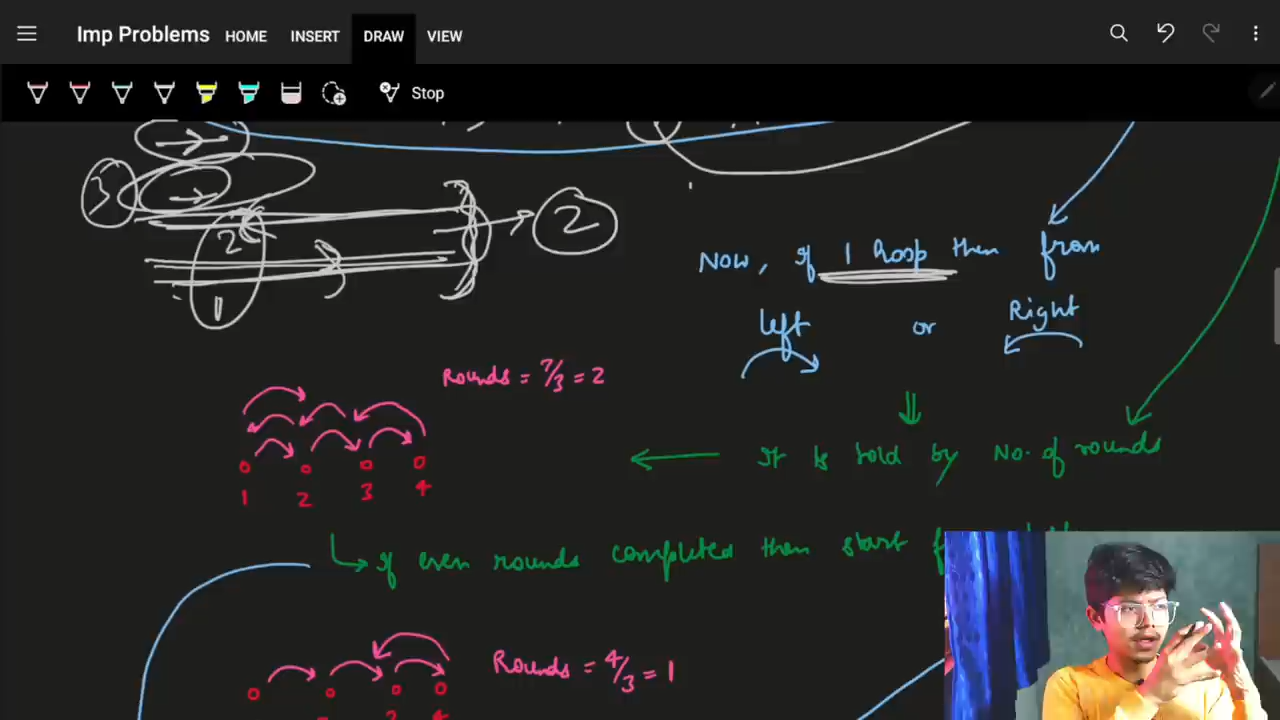 Imp Problems HOME INSERT DRAW VIEW
Stop
3
2
2
1
Now, if 1 hoop then from
left or Right
Rounds = 7/3 = 2
It is told by No. of rounds
1 2 3 4
If even rounds completed then start
Rounds = 4/3 = 1